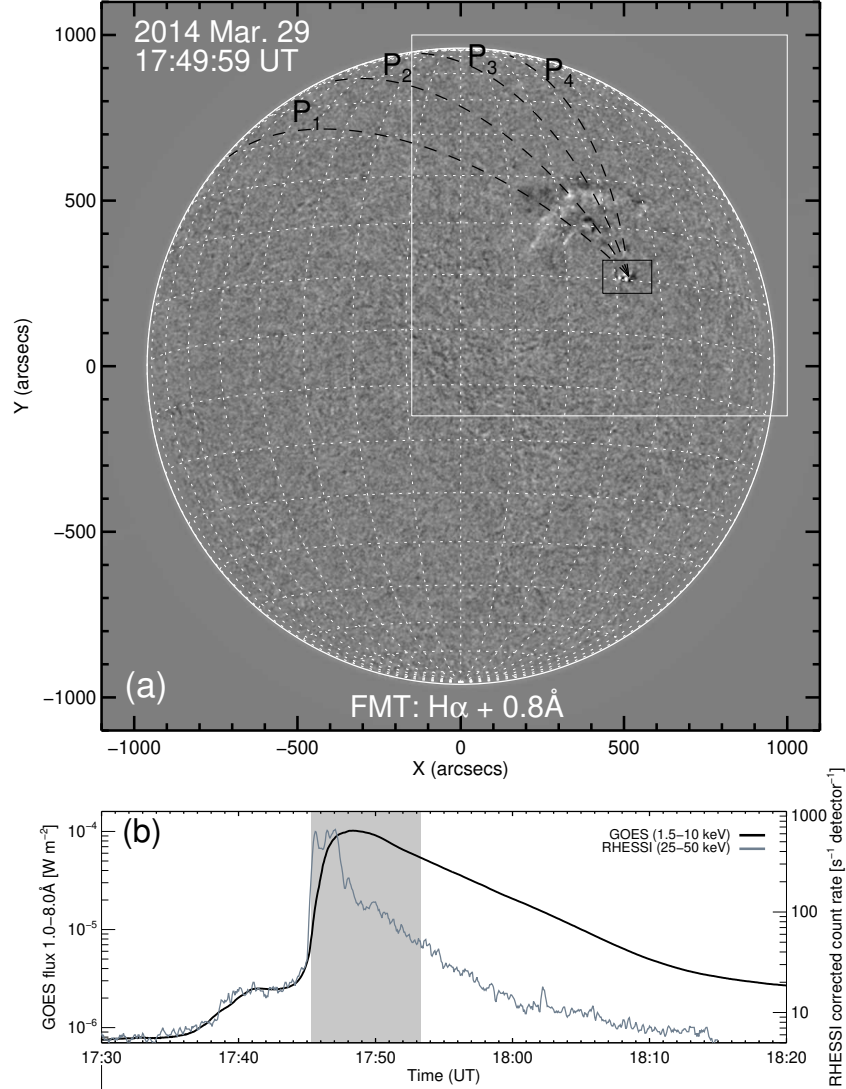 2014 Mar. 29
17:49:59 UT
P1
P2
P3
P4
1000
500
0
−500
−1000
Y (arcsecs)
(a)
FMT: Hα + 0.8Å
−1000 −500 0 500 1000
X (arcsecs)
(b)
GOES (1.5−10 keV)
RHESSI (25−50 keV)
GOES flux 1.0−8.0Å [W m−2]
10−4
10−5
10−6
RHESSI corrected count rate [s−1 detector−1]
1000
100
10
17:30 17:40 17:50 18:00 18:10 18:20
Time (UT)